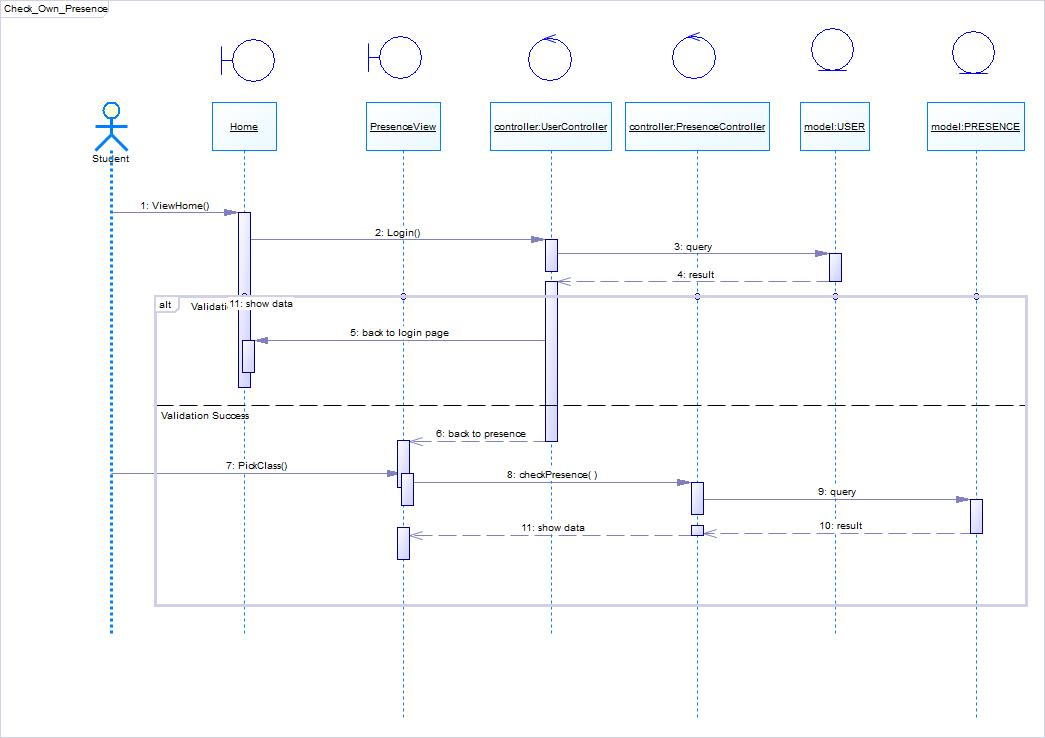 Check_Own_Presence
Student
Home
PresenceView
controller:UserController
controller:PresenceController
model:USER
model:PRESENCE
1: ViewHome()
2: Login()
3: query
4: result
alt
Validati
11: show data
5: back to login page
Validation Success
6: back to presence
7: PickClass()
8: checkPresence( )
9: query
10: result
11: show data